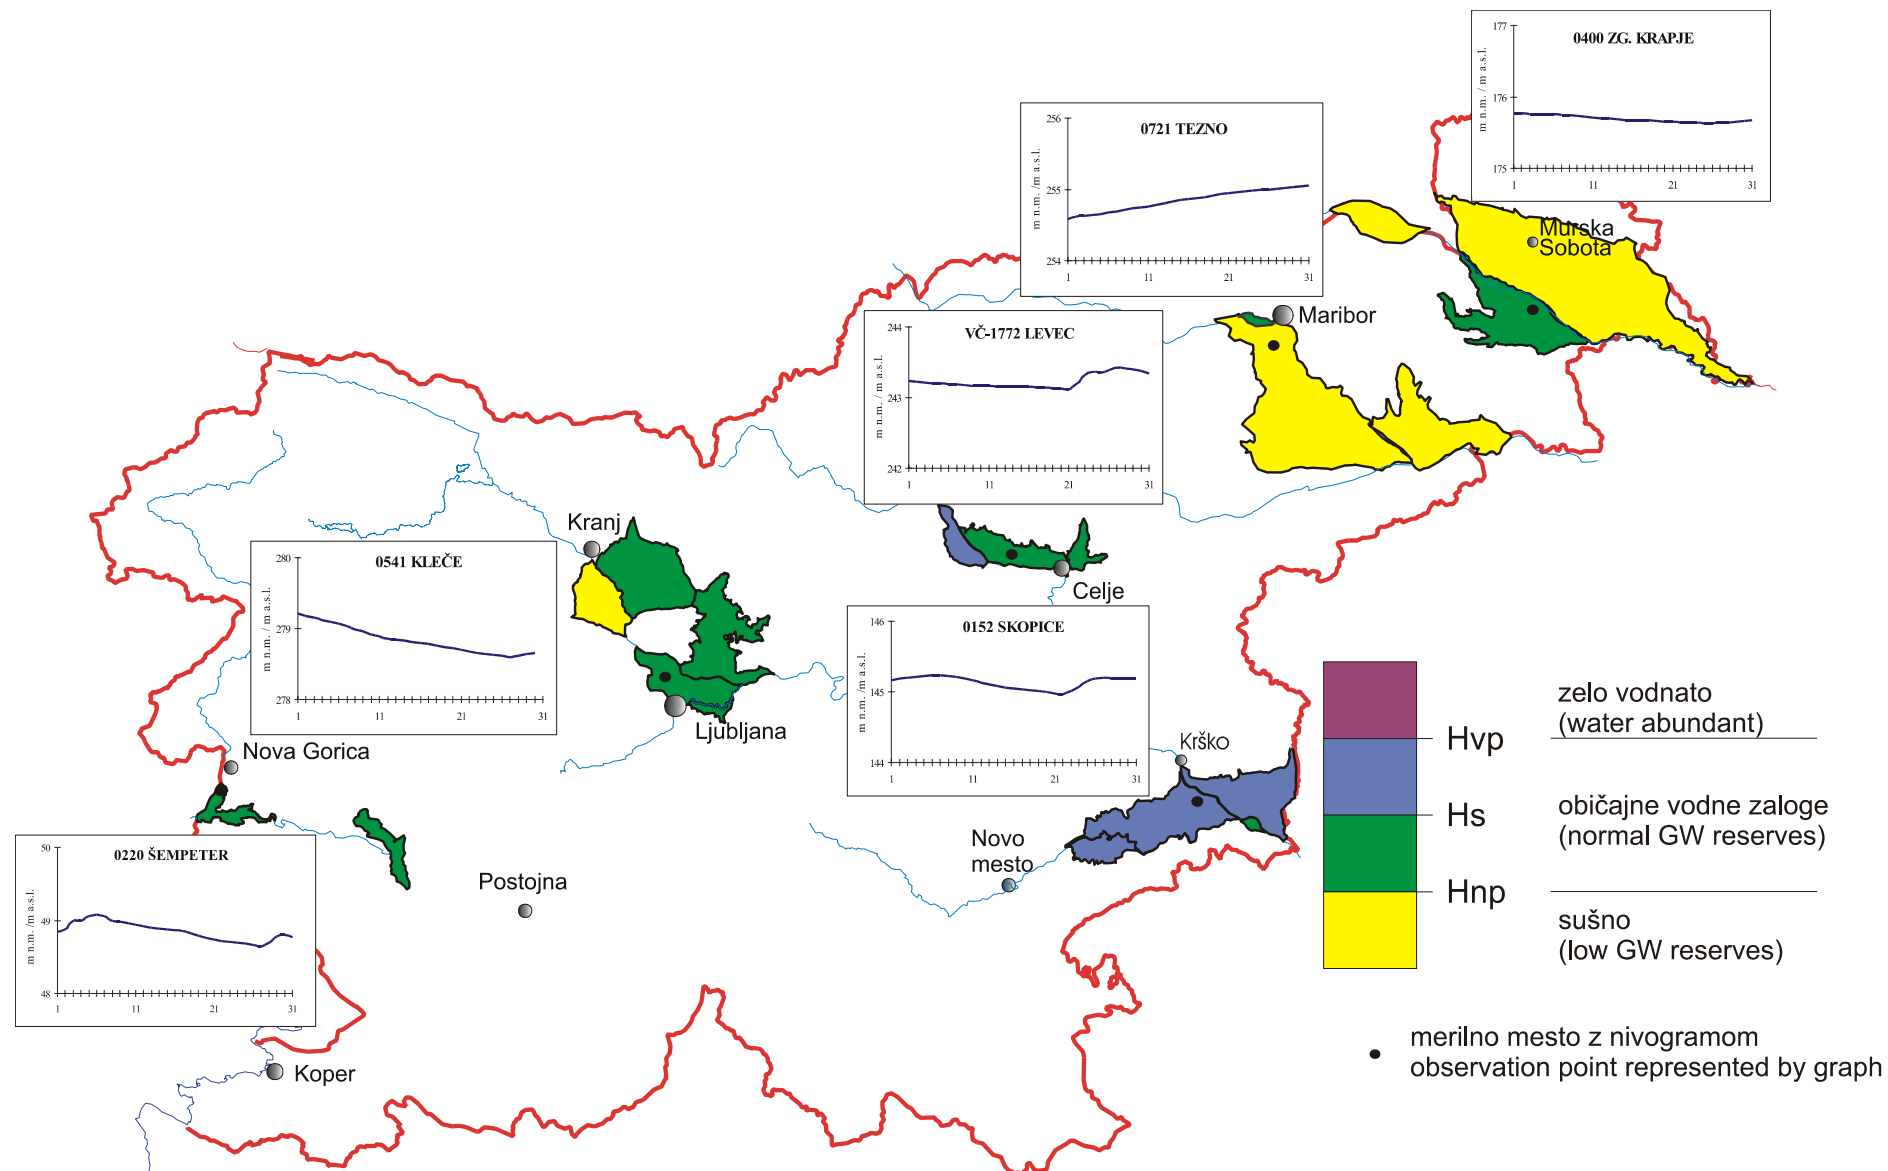 0400 ZG. KRAPJE
m n.m. / m a.s.l.
177
176
175
1
11
21
31
0721 TEZNO
m n.m. /m a.s.l.
256
255
254
1
11
21
31
Murska
Sobota
Maribor
VČ-1772 LEVEC
m n.m. / m a.s.l.
244
243
242
1
11
21
31
Kranj
0541 KLEČE
m n.m. / m a.s.l.
280
279
278
1
11
21
31
Celje
0152 SKOPICE
m n.m. /m a.s.l.
146
145
144
1
11
21
31
Ljubljana
Nova Gorica
Krško
Novo
mesto
Postojna
0220 ŠEMPETER
m n.m. /m a.s.l.
50
49
48
1
11
21
31
Koper
zelo vodnato
(water abundant)
Hvp
običajne vodne zaloge
(normal GW reserves)
Hs
Hnp
sušno
(low GW reserves)
merilno mesto z nivogramom
observation point represented by graph